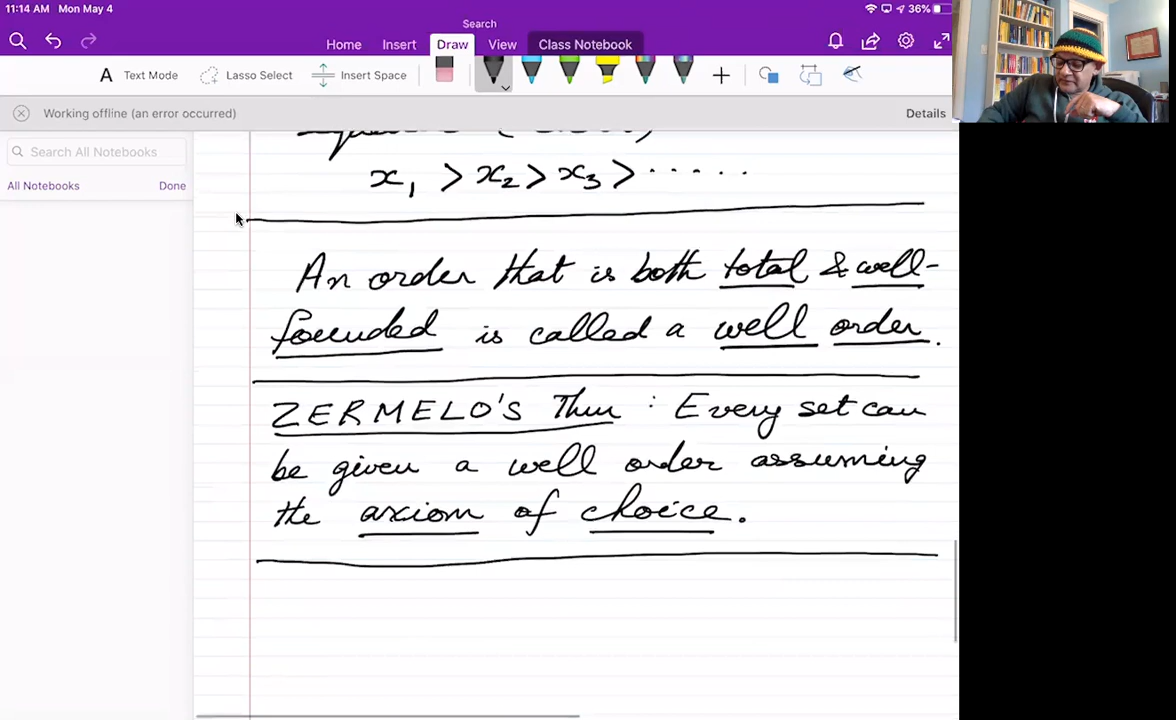 11:14 AM Mon May 4
36%
Search
Home Insert Draw View Class Notebook
A Text Mode Lasso Select Insert Space
Working offline (an error occurred) Details
Search All Notebooks
All Notebooks Done
x₁ > x₂ > x₃ > ......
An order that is both total & well-
founded is called a well order.
ZERMELO'S Thm : Every set can
be given a well order assuming
the axiom of choice.